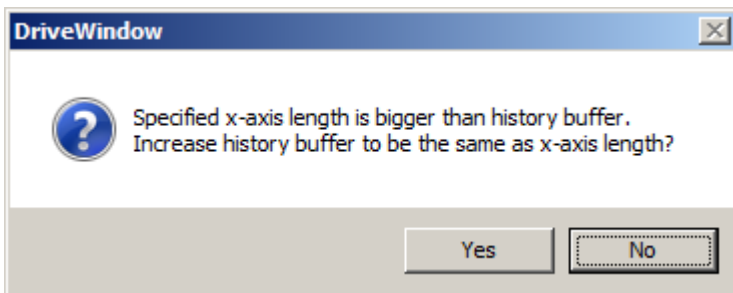 DriveWindow
Specified x-axis length is bigger than history buffer.
Increase history buffer to be the same as x-axis length?
Yes
No